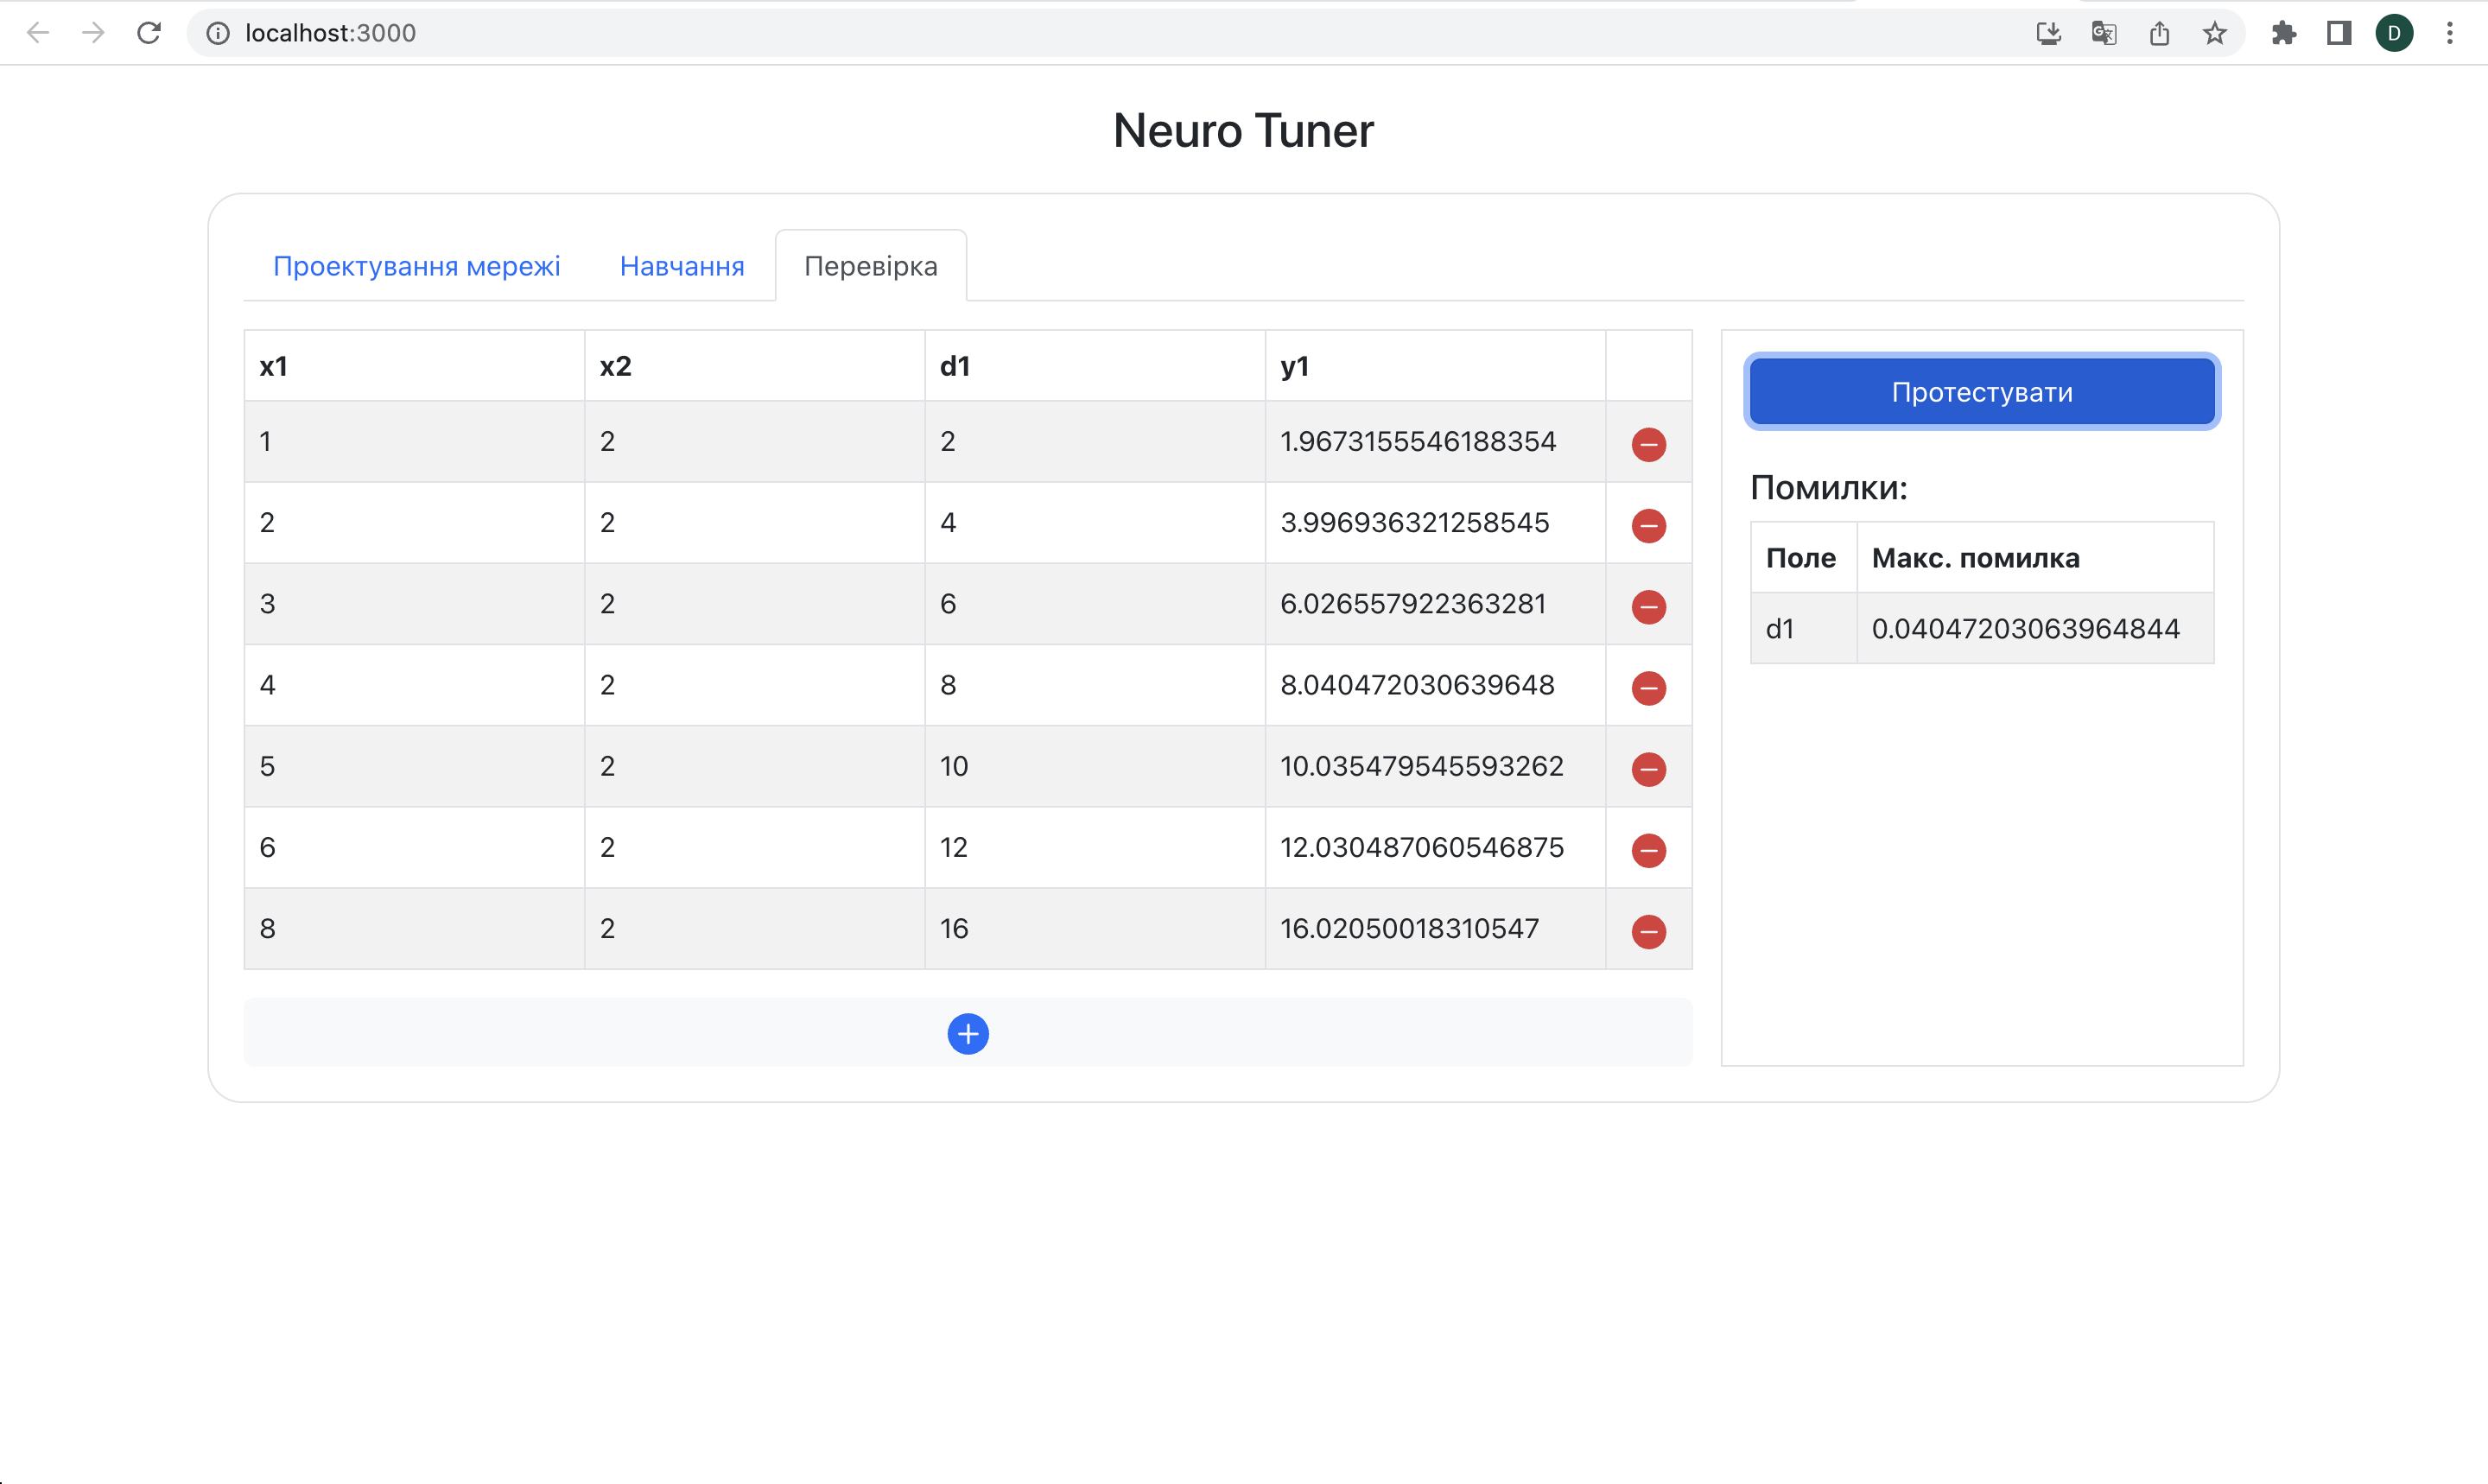 localhost:3000
D
Neuro Tuner
Проектування мережі Навчання Перевірка
x1 x2 d1 y1
1 2 2 1.9673155546188354
2 2 4 3.996936321258545
3 2 6 6.026557922363281
4 2 8 8.040472030639648
5 2 10 10.035479545593262
6 2 12 12.030487060546875
8 2 16 16.02050018310547
Протестувати
Помилки:
Поле Макс. помилка
d1 0.04047203063964844